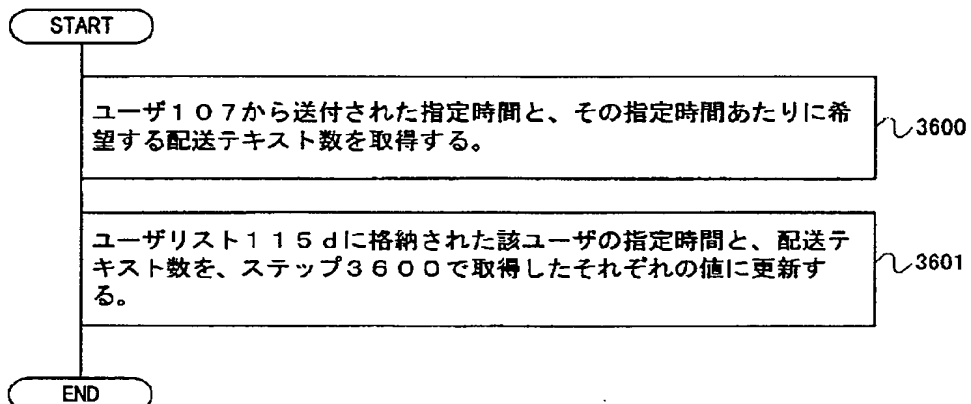 START
ユーザ１０７から送付された指定時間と、その指定時間あたりに希
望する配送テキスト数を取得する。
3600
ユーザリスト１１５ｄに格納された該ユーザの指定時間と、配送テ
キスト数を、ステップ３６００で取得したそれぞれの値に更新す
る。
3601
END